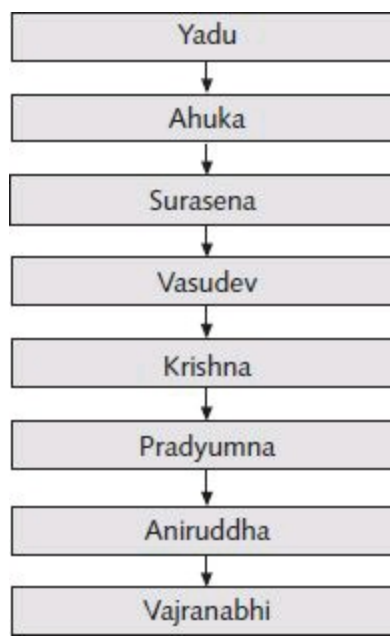 Yadu
Ahuka
Surasena
Vasudev
Krishna
Pradyumna
Aniruddha
Vajranabhi